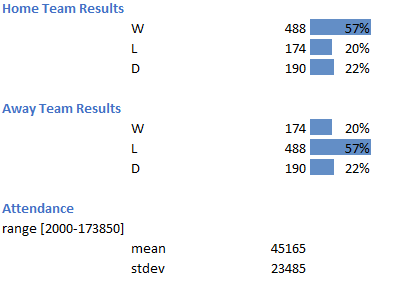 Home Team Results
W 488 57%
L 174 20%
D 190 22%
Away Team Results
W 174 20%
L 488 57%
D 190 22%
Attendance
range [2000-173850]
mean 45165
stdev 23485